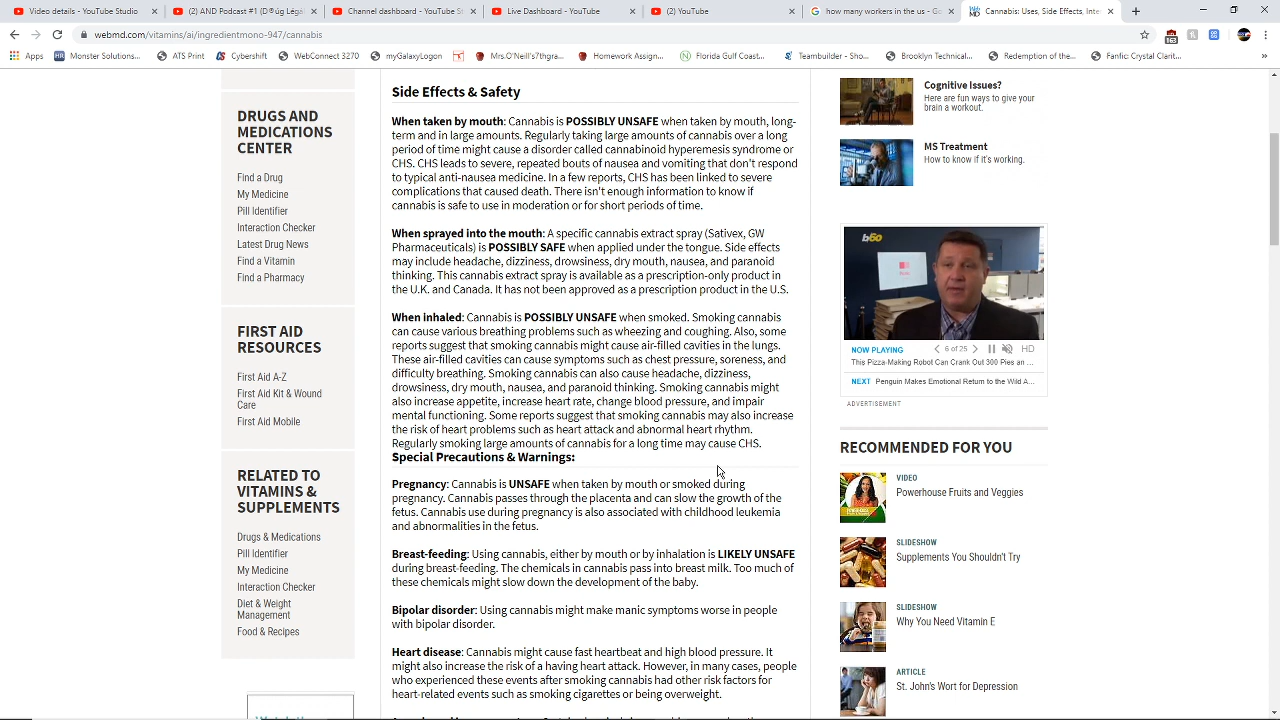 Video details - YouTube S
(2) AND Podcast #1 (D®ug Légi
Channel dashboard - YouTube S
Live Dashboard - YouTube
(2) YouTube
how many workers in the us - Go
Cannabis: Uses, Side Effects, Inte
webmd.com/vitamins/ai/ingredientmono-947/cannabis
Apps
Monster Solutions...
ATS Print
Cybershift
WebConnect 3270
myGalaxyLogon
Mrs.O'Neill's7thgra...
Homework Assign...
Florida Gulf Coast...
Teambuilder - Sho...
Brooklyn Technical...
Redemption of the...
Fanfic: Crystal Clarit...
DRUGS AND
MEDICATIONS
CENTER
Find a Drug
My Medicine
Pill Identifier
Interaction Checker
Latest Drug News
Find a Vitamin
Find a Pharmacy
FIRST AID
RESOURCES
First Aid A-Z
First Aid Kit & Wound
Care
First Aid Mobile
RELATED TO
VITAMINS &
SUPPLEMENTS
Drugs & Medications
Pill Identifier
My Medicine
Interaction Checker
Diet & Weight
Management
Food & Recipes
Side Effects & Safety
When taken by mouth: Cannabis is POSSIBLY UNSAFE when taken by mouth, long-
term and in large amounts. Regularly taking large amounts of cannabis over a long
period of time might cause a disorder called cannabinoid hyperemesis syndrome or
CHS. CHS leads to severe, repeated bouts of nausea and vomiting that don't respond
to typical anti-nausea medicine. In a few reports, CHS has been linked to severe
complications that caused death. There isn't enough information to know if
cannabis is safe to use in moderation or for short periods of time.
When sprayed into the mouth: A specific cannabis extract spray (Sativex, GW
Pharmaceuticals) is POSSIBLY SAFE when applied under the tongue. Side effects
may include headache, dizziness, drowsiness, dry mouth, nausea, and paranoid
thinking. This cannabis extract spray is available as a prescription-only product in
the U.K. and Canada. It has not been approved as a prescription product in the U.S.
When inhaled: Cannabis is POSSIBLY UNSAFE when smoked. Smoking cannabis
can cause various breathing problems such as wheezing and coughing. Also, some
reports suggest that smoking cannabis might cause air-filled cavities in the lungs.
These air-filled cavities can cause symptoms such as chest pressure, soreness, and
difficulty breathing. Smoking cannabis can also cause headache, dizziness,
drowsiness, dry mouth, nausea, and paranoid thinking. Smoking cannabis might
also increase appetite, increase heart rate, change blood pressure, and impair
mental functioning. Some reports suggest that smoking cannabis may also increase
the risk of heart problems such as heart attack and abnormal heart rhythm.
Regularly smoking large amounts of cannabis for a long time may cause CHS.
Special Precautions & Warnings:
Pregnancy: Cannabis is UNSAFE when taken by mouth or smoked during
pregnancy. Cannabis passes through the placenta and can slow the growth of the
fetus. Cannabis use during pregnancy is also associated with childhood leukemia
and abnormalities in the fetus.
Breast-feeding: Using cannabis, either by mouth or by inhalation is LIKELY UNSAFE
during breast-feeding. The chemicals in cannabis pass into breast milk. Too much of
these chemicals might slow down the development of the baby.
Bipolar disorder: Using cannabis might make manic symptoms worse in people
with bipolar disorder.
Heart disease: Cannabis might cause fast heartbeat and high blood pressure. It
might also increase the risk of a having heart attack. However, in many cases, people
who experienced these events after smoking cannabis had other risk factors for
heart-related events such as smoking cigarettes or being overweight.
Cognitive Issues?
Here are fun ways to give your
brain a workout.
MS Treatment
How to know if it's working.
b60
NOW PLAYING
6 of 25
HD
This Pizza-Making Robot Can Crank Out 300 Pies an ...
NEXT Penguin Makes Emotional Return to the Wild A...
ADVERTISEMENT
RECOMMENDED FOR YOU
VIDEO
Powerhouse Fruits and Veggies
SLIDESHOW
Supplements You Shouldn't Try
SLIDESHOW
Why You Need Vitamin E
ARTICLE
St. John's Wort for Depression